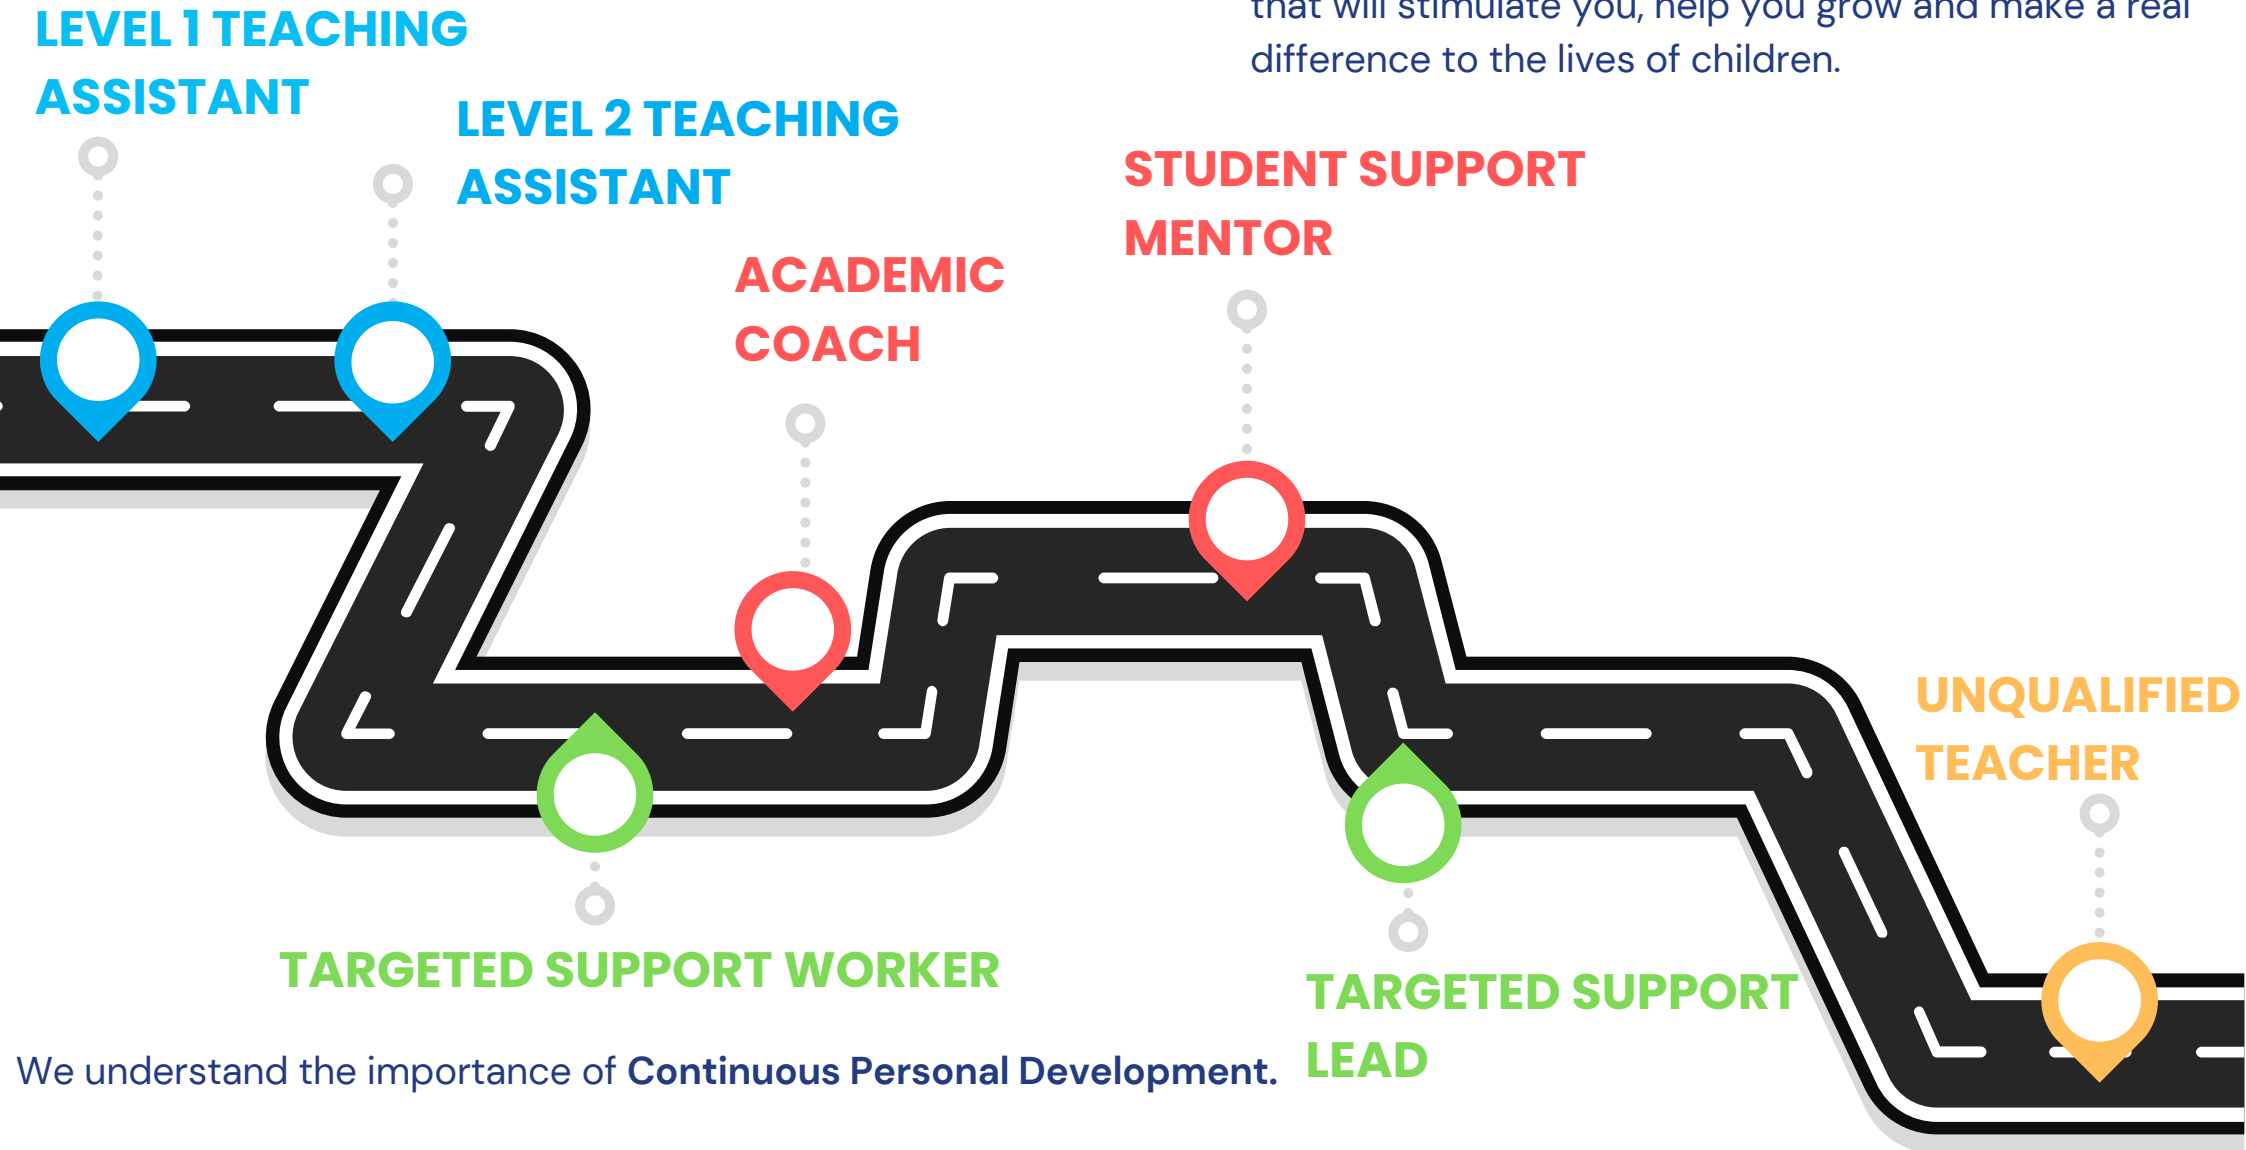 that will stimulate you, help you grow and make a real
difference to the lives of children.
LEVEL 1 TEACHING
ASSISTANT
LEVEL 2 TEACHING
ASSISTANT
ACADEMIC
COACH
STUDENT SUPPORT
MENTOR
UNQUALIFIED
TEACHER
TARGETED SUPPORT WORKER
TARGETED SUPPORT
LEAD
We understand the importance of Continuous Personal Development.